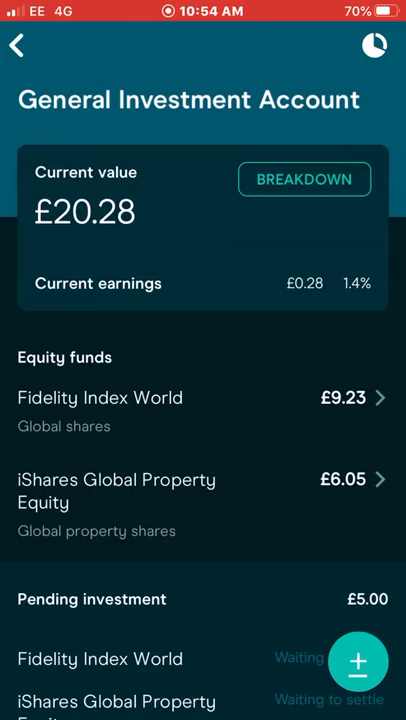 EE 4G 10:54 AM 70%
General Investment Account
Current value
BREAKDOWN
£20.28
Current earnings £0.28 1.4%
Equity funds
Fidelity Index World £9.23
Global shares
iShares Global Property £6.05
Equity
Global property shares
Pending investment £5.00
Fidelity Index World Waiting
iShares Global Property Waiting to settle